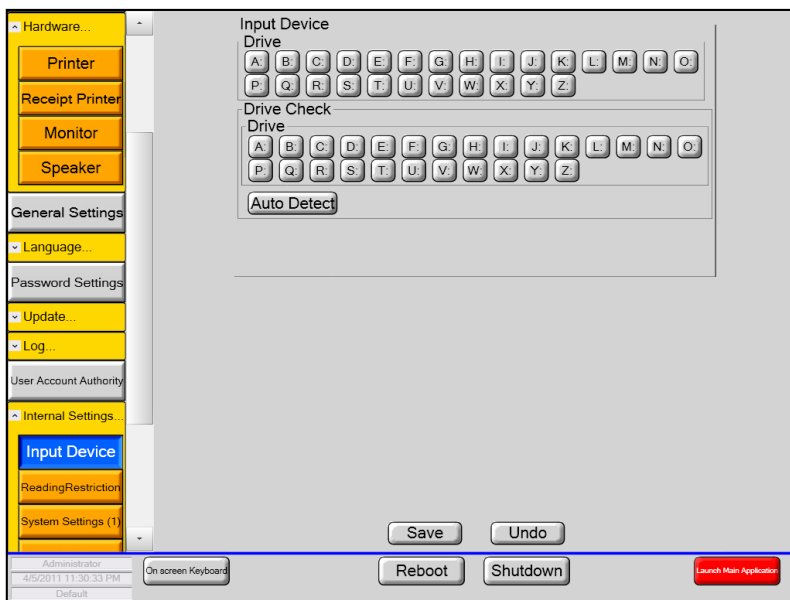 Hardware...
Printer
Receipt Printer
Monitor
Speaker
General Settings
Language...
Password Settings
Update...
Log...
User Account Authority
Internal Settings...
Input Device
ReadingRestriction
System Settings (1)
Input Device
Drive
A: B: C: D: E: F: G: H: I: J: K: L: M: N: O:
P: Q: R: S: T: U: V: W: X: Y: Z:
Drive Check
Drive
A: B: C: D: E: F: G: H: I: J: K: L: M: N: O:
P: Q: R: S: T: U: V: W: X: Y: Z:
Auto Detect
Save Undo
Administrator
4/5/2011 11:30:33 PM
Default
On screen Keyboard
Reboot Shutdown
Launch Main Application